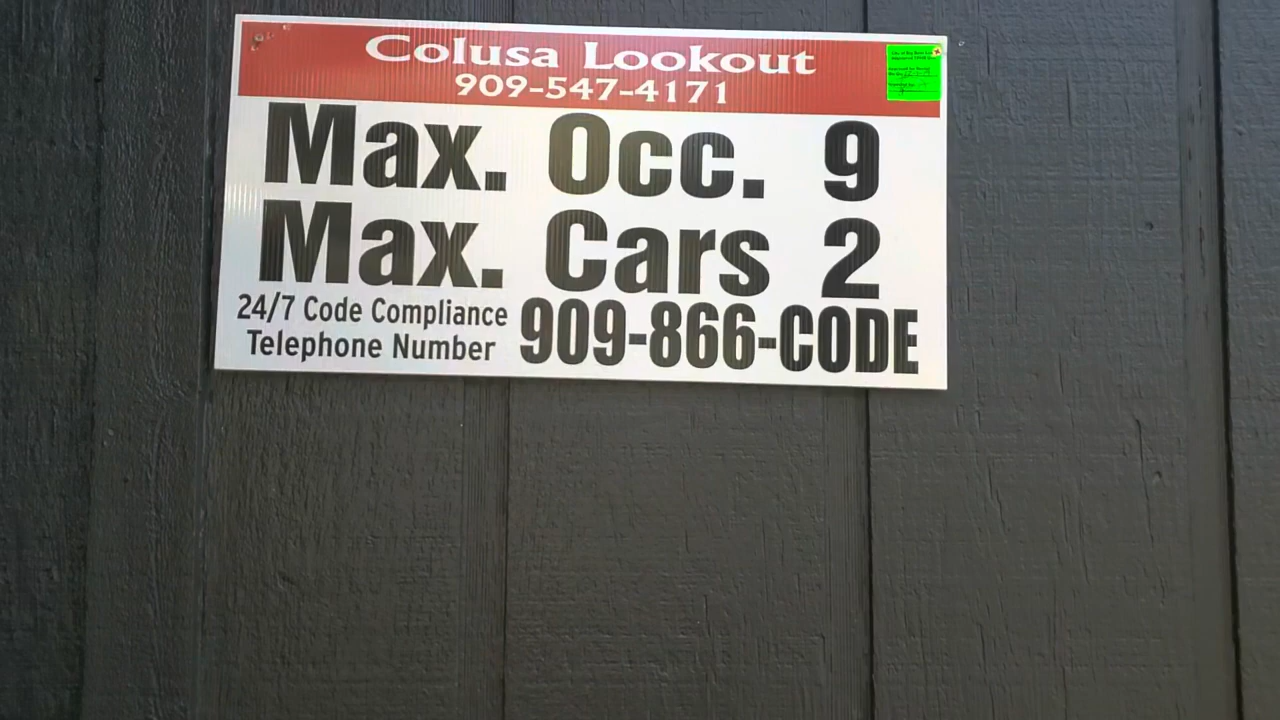 Colusa Lookout
909-547-4171
Max. Occ. 9
Max. Cars 2
24/7 Code Compliance
Telephone Number
909-866-CODE